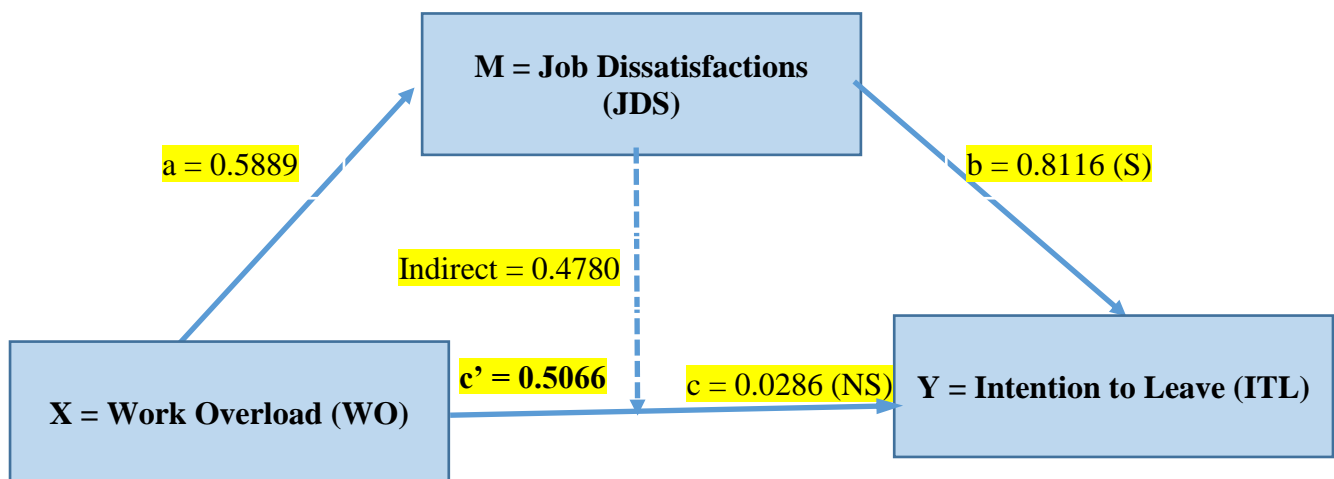 M = Job Dissatisfactions
(JDS)
a = 0.5889
b = 0.8116 (S)
Indirect = 0.4780
c’ = 0.5066
c = 0.0286 (NS)
X = Work Overload (WO)
Y = Intention to Leave (ITL)